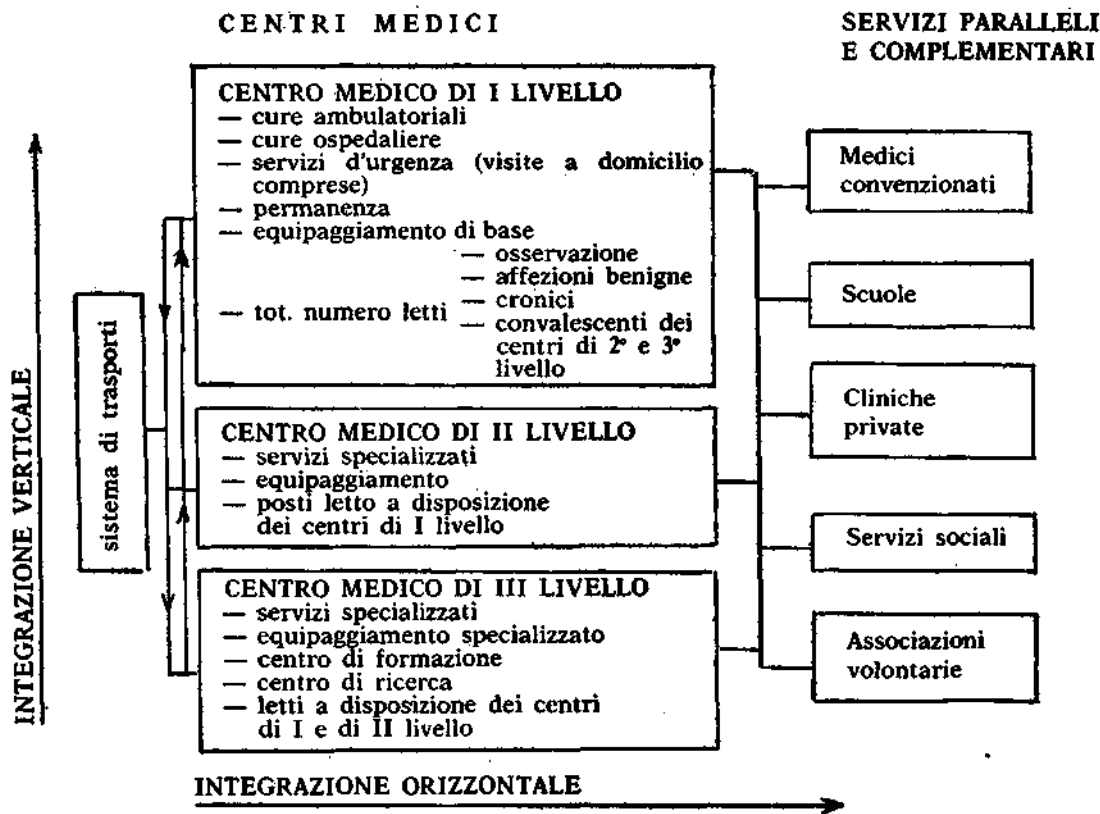 CENTRI MEDICI
SERVIZI PARALLELI
E COMPLEMENTARI
CENTRO MEDICO DI I LIVELLO
— cure ambulatoriali
— cure ospedaliere
— servizi d'urgenza (visite a domicilio
comprese)
— permanenza
— equipaggiamento di base
— tot. numero letti
— osservazione
— affezioni benigne
— cronici
— convalescenti dei
centri di 2° e 3°
livello
CENTRO MEDICO DI II LIVELLO
— servizi specializzati
— equipaggiamento
— posti letto a disposizione
dei centri di I livello
CENTRO MEDICO DI III LIVELLO
— servizi specializzati
— equipaggiamento specializzato
— centro di formazione
— centro di ricerca
— letti a disposizione dei centri
di I e di II livello
Medici
convenzionati
Scuole
Cliniche
private
Servizi sociali
Associazioni
volontarie
sistema di trasporti
INTEGRAZIONE VERTICALE
INTEGRAZIONE ORIZZONTALE